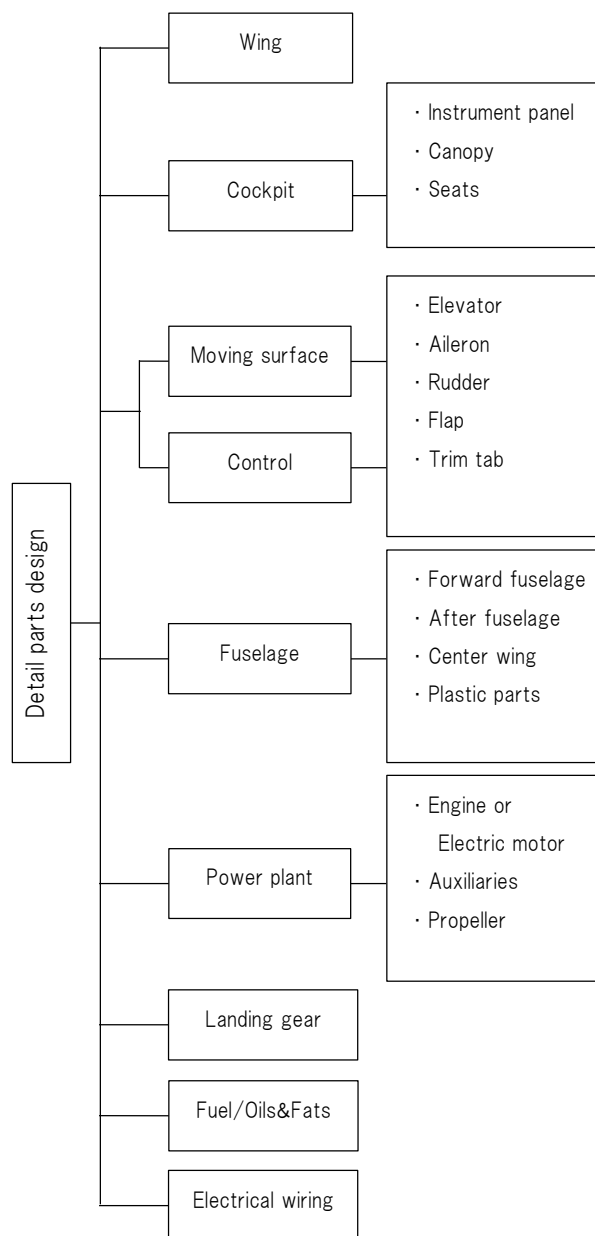 Wing
Cockpit
・Instrument panel
・Canopy
・Seats
Moving surface
Control
・Elevator
・Aileron
・Rudder
・Flap
・Trim tab
Detail parts design
Fuselage
・Forward fuselage
・After fuselage
・Center wing
・Plastic parts
Power plant
・Engine or
Electric motor
・Auxiliaries
・Propeller
Landing gear
Fuel/Oils&Fats
Electrical wiring